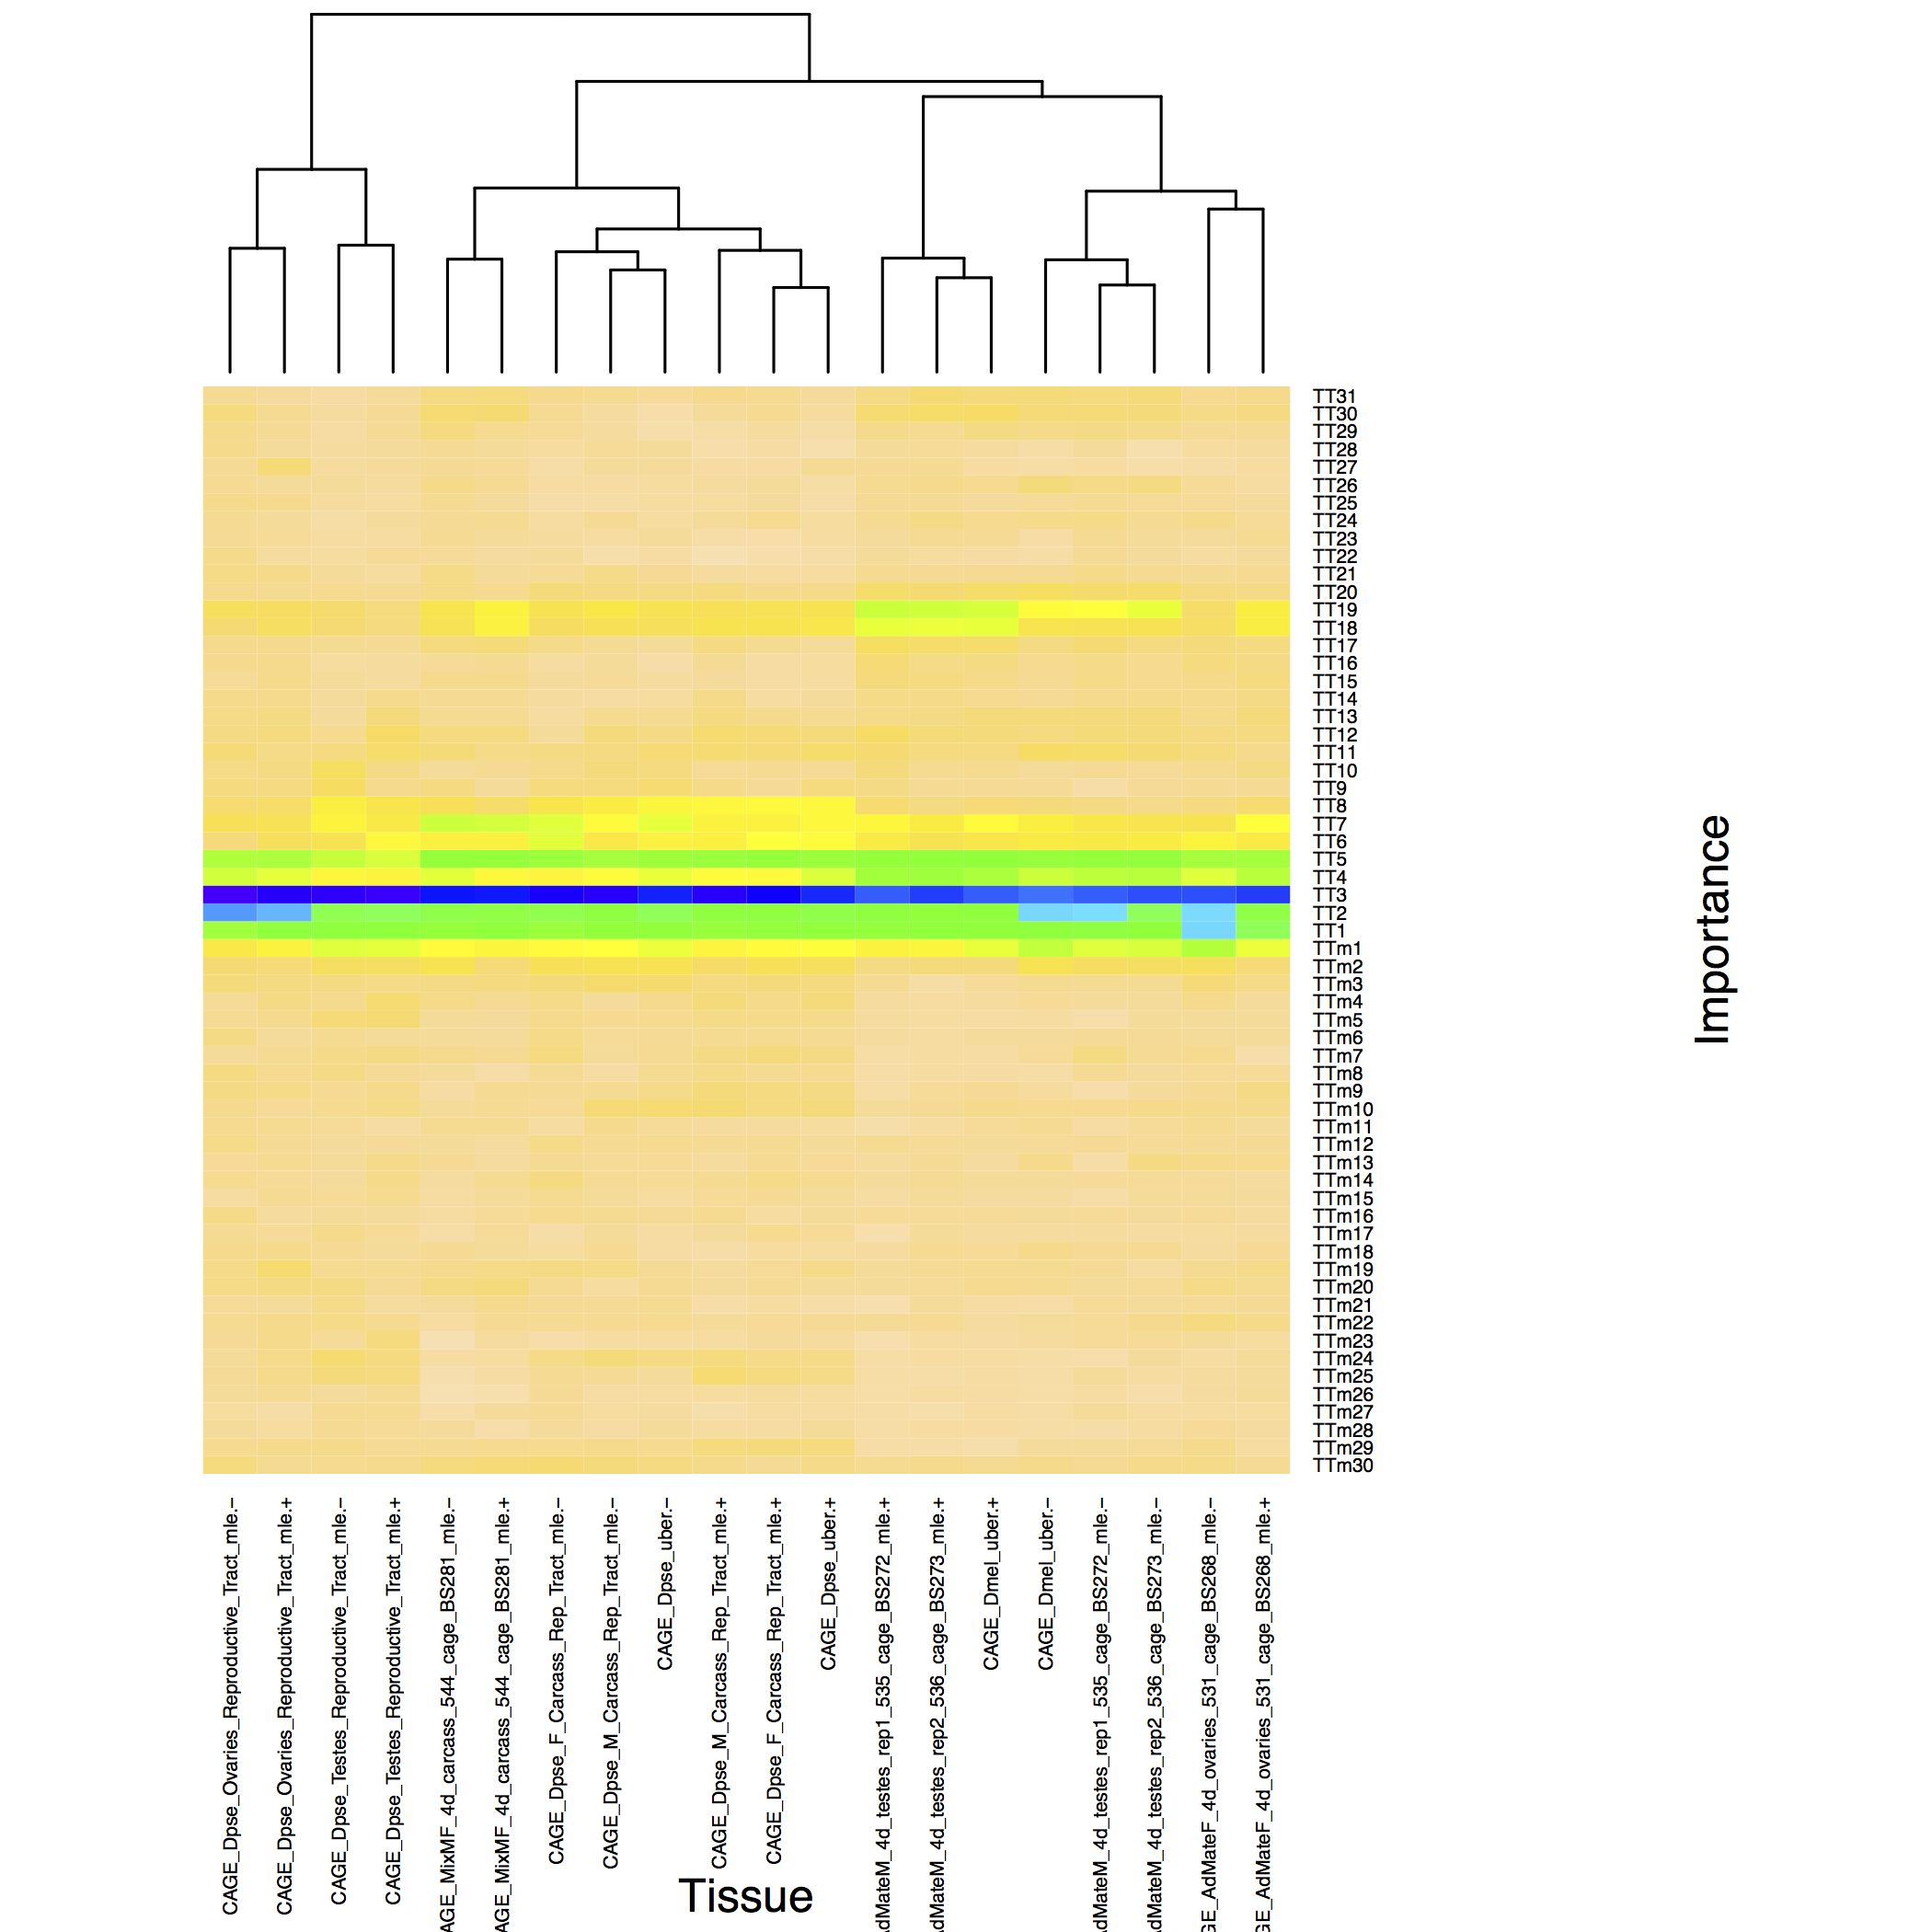 TT31
TT30
TT29
TT28
TT27
TT26
TT25
TT24
TT23
TT22
TT21
TT20
TT19
TT18
TT17
TT16
TT15
TT14
TT13
TT12
TT11
TT10
TT9
TT8
TT7
TT6
TT5
TT4
TT3
TT2
TT1
TTm1
TTm2
TTm3
TTm4
TTm5
TTm6
TTm7
TTm8
TTm9
TTm10
TTm11
TTm12
TTm13
TTm14
TTm15
TTm16
TTm17
TTm18
TTm19
TTm20
TTm21
TTm22
TTm23
TTm24
TTm25
TTm26
TTm27
TTm28
TTm29
TTm30
Importance
CAGE_Dpse_Ovaries_Reproductive_Tract_mle.−
CAGE_Dpse_Ovaries_Reproductive_Tract_mle.+
CAGE_Dpse_Testes_Reproductive_Tract_mle.−
CAGE_Dpse_Testes_Reproductive_Tract_mle.+
AGE_MixMF_4d_carcass_544_cage_BS281_mle.−
AGE_MixMF_4d_carcass_544_cage_BS281_mle.+
CAGE_Dpse_F_Carcass_Rep_Tract_mle.−
CAGE_Dpse_M_Carcass_Rep_Tract_mle.−
CAGE_Dpse_uber.−
CAGE_Dpse_M_Carcass_Rep_Tract_mle.+
CAGE_Dpse_F_Carcass_Rep_Tract_mle.+
CAGE_Dpse_uber.+
dMateM_4d_testes_rep1_535_cage_BS272_mle.+
dMateM_4d_testes_rep2_536_cage_BS273_mle.+
CAGE_Dmel_uber.+
CAGE_Dmel_uber.−
dMateM_4d_testes_rep1_535_cage_BS272_mle.−
dMateM_4d_testes_rep2_536_cage_BS273_mle.−
GE_AdMateF_4d_ovaries_531_cage_BS268_mle.−
GE_AdMateF_4d_ovaries_531_cage_BS268_mle.+
Tissue